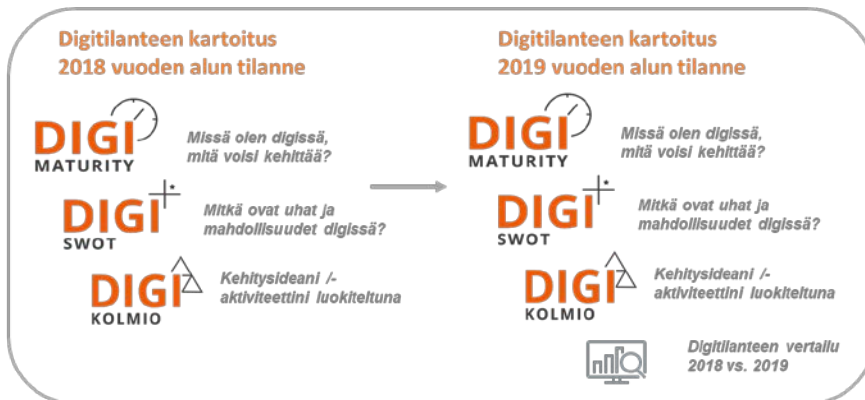 Digitilanteen kartoitus
2018 vuoden alun tilanne
DIGI
MATURITY
Missä olen digissä,
mitä voisi kehittää?
DIGI
SWOT
Mitkä ovat uhat ja
mahdollisuudet digissä?
DIGI
KOLMIO
Kehitysideani /-
aktiviteettini luokiteltuna
Digitilanteen kartoitus
2019 vuoden alun tilanne
DIGI
MATURITY
Missä olen digissä,
mitä voisi kehittää?
DIGI
SWOT
Mitkä ovat uhat ja
mahdollisuudet digissä?
DIGI
KOLMIO
Kehitysideani /-
aktiviteettini luokiteltuna
Digitilanteen vertailu
2018 vs. 2019